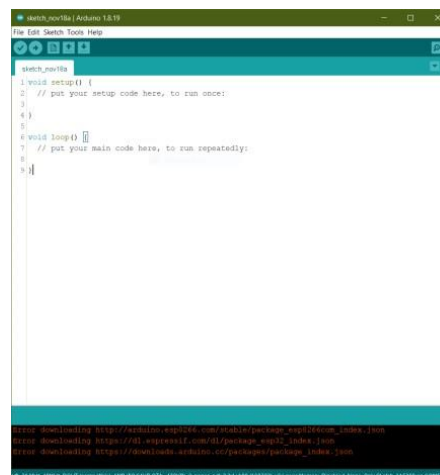 sketch_nov18a | Arduino 1.8.19
File Edit Sketch Tools Help
sketch_nov18a
1 void setup() {
2 // put your setup code here, to run once:
3
4 }
5
6 void loop() {
7 // put your main code here, to run repeatedly:
8
9 }
Error downloading http://arduino.esp8266.com/stable/package_esp8266com_index.json
Error downloading https://dl.espressif.com/dl/package_esp32_index.json
Error downloading https://downloads.arduino.cc/packages/package_index.json